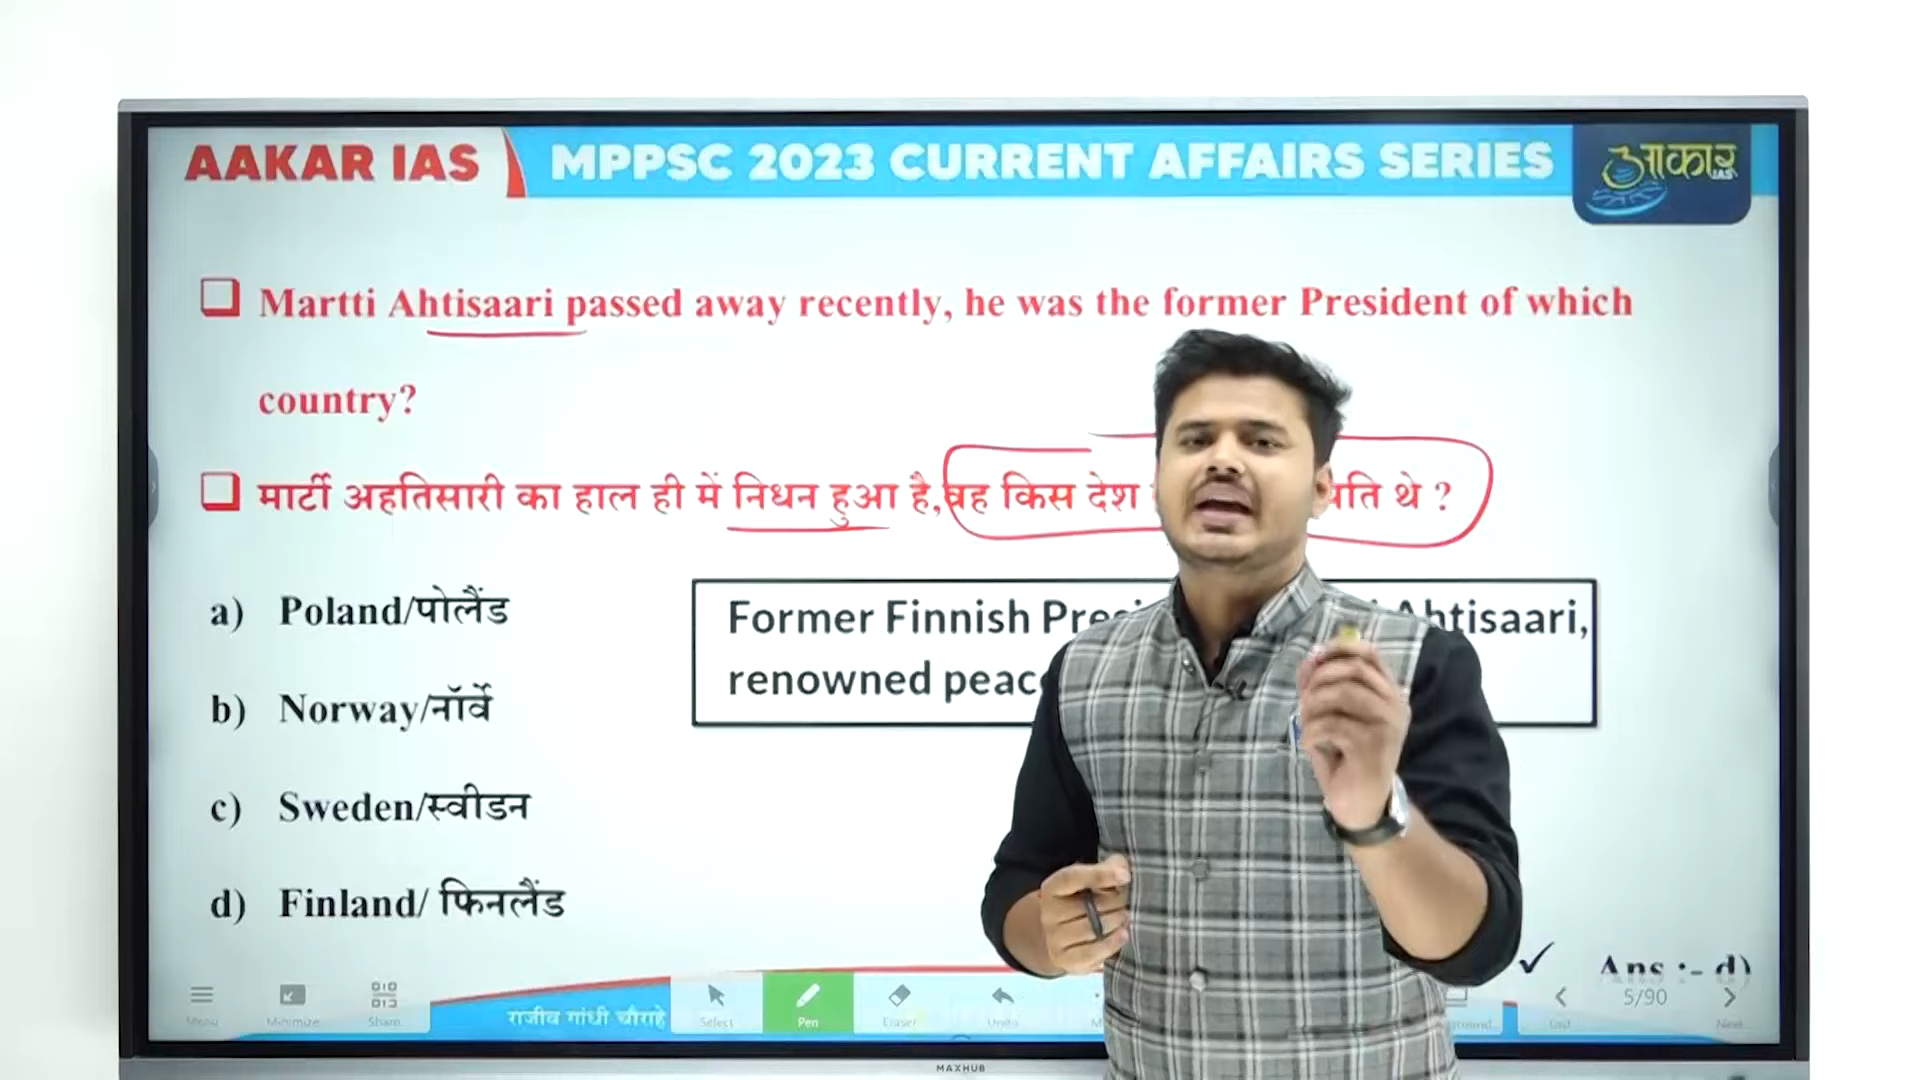 AAKAR IAS
MPPSC 2023 CURRENT AFFAIRS SERIES
आकार
IAS
Martti Ahtisaari passed away recently, he was the former President of which
country?
मार्टी अहतिसारी का हाल ही में निधन हुआ है,वह किस देश पति थे ?
a) Poland/पोलैंड
b) Norway/नॉर्वे
c) Sweden/स्वीडन
d) Finland/ फिनलैंड
Former Finnish Ahtisaari,
renowned
✓ Ans :- d)
Menu Minimize Share
राजीव गांधी चौराहे
Select Pen Eraser Undo
5/90
Next
MAXHUB